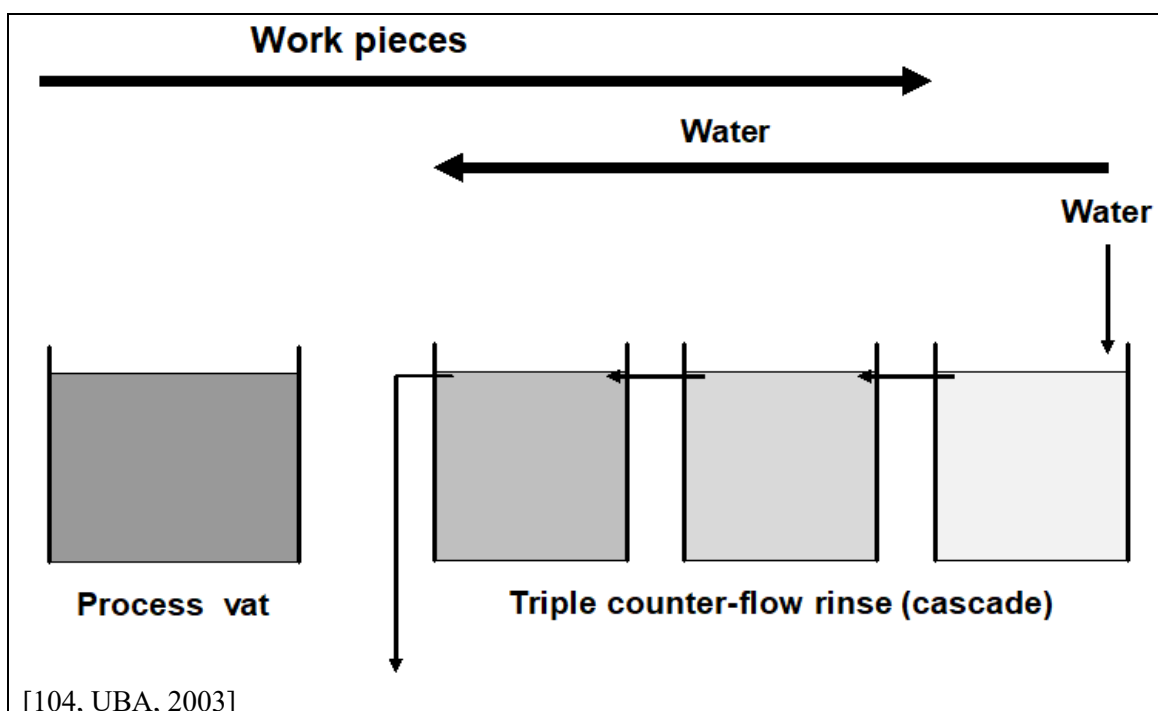 Work pieces
Water
Water
Process vat
Triple counter-flow rinse (cascade)
[104, UBA, 2003]